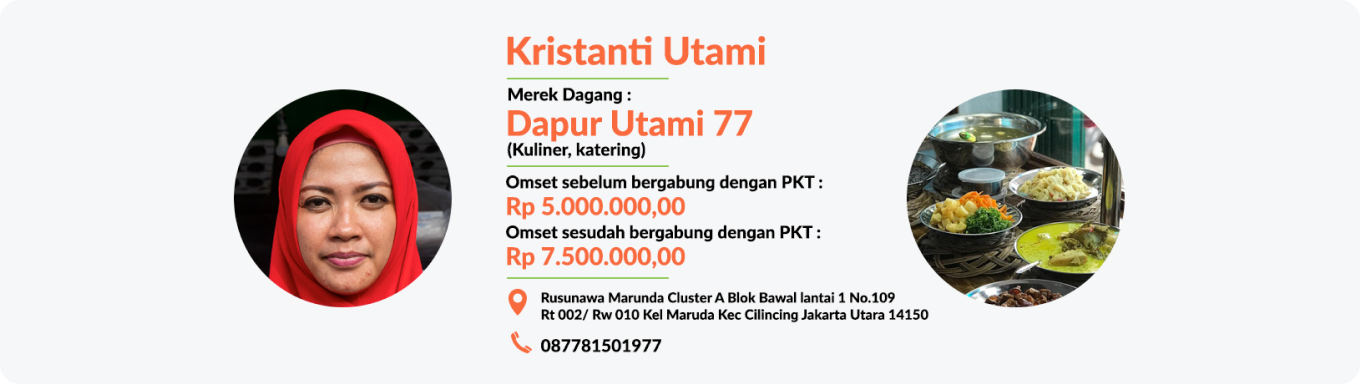 Kristanti Utami
Merek Dagang :
Dapur Utami 77
(Kuliner, katering)
Omset sebelum bergabung dengan PKT :
Rp 5.000.000,00
Omset sesudah bergabung dengan PKT :
Rp 7.500.000,00
Rusunawa Marunda Cluster A Blok Bawal lantai 1 No.109
Rt 002/ Rw 010 Kel Maruda Kec Cilincing Jakarta Utara 14150
087781501977